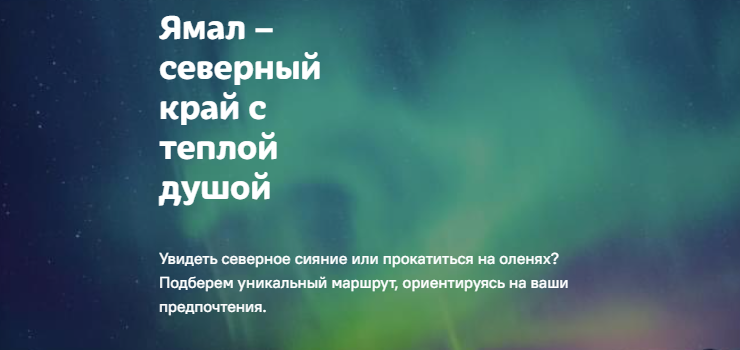 Ямал –
северный
край с
теплой
душой
Увидеть северное сияние или прокатиться на оленях?
Подберем уникальный маршрут, ориентируясь на ваши
предпочтения.